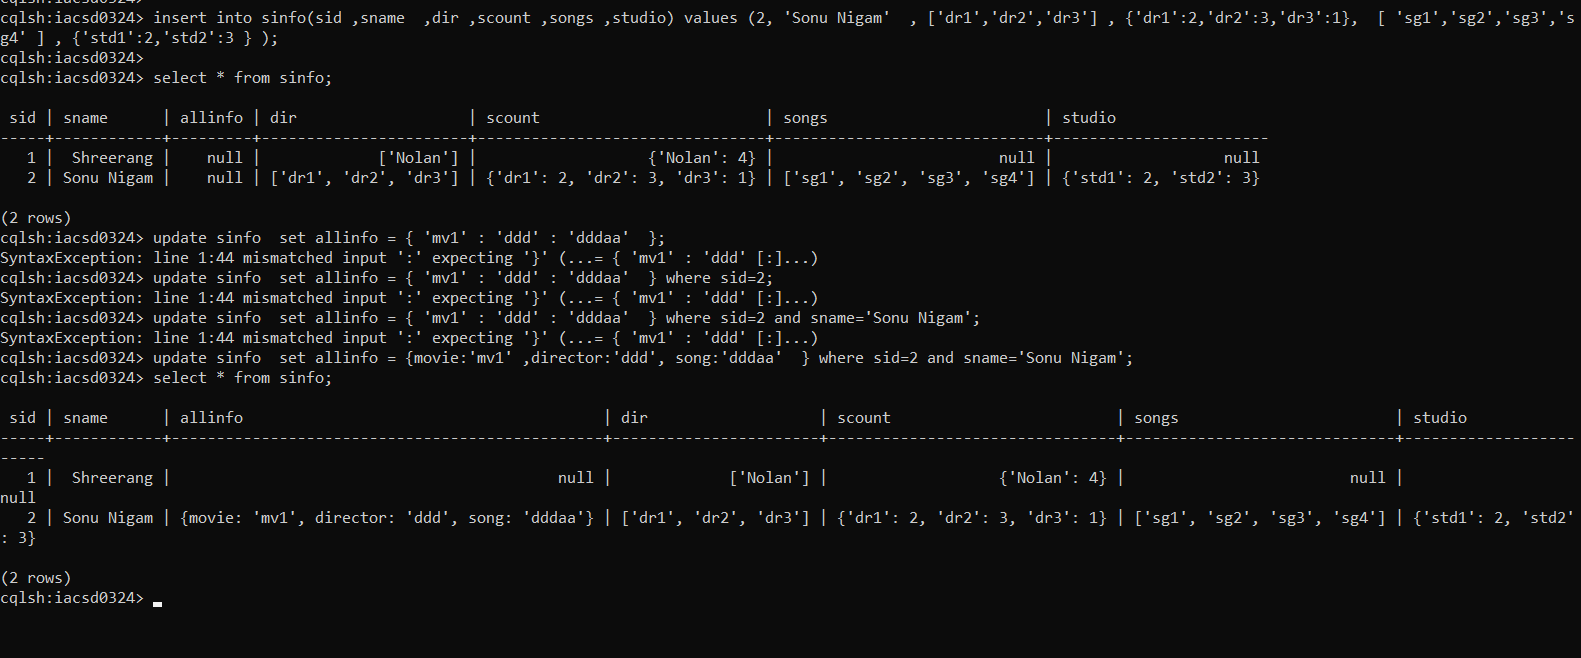 cqlsh:iacsd0324>
cqlsh:iacsd0324> insert into sinfo(sid ,sname  ,dir ,scount ,songs ,studio) values (2, 'Sonu Nigam'  , ['dr1','dr2','dr3'] , {'dr1':2,'dr2':3,'dr3':1},  [ 'sg1','sg2','sg3','s
g4' ] , {'std1':2,'std2':3 } );
cqlsh:iacsd0324>
cqlsh:iacsd0324> select * from sinfo;

 sid | sname      | allinfo | dir                   | scount                         | songs                        | studio
-----+------------+---------+-----------------------+--------------------------------+------------------------------+------------------------
   1 |  Shreerang |    null |             ['Nolan'] |                   {'Nolan': 4} |                         null |                   null
   2 | Sonu Nigam |    null | ['dr1', 'dr2', 'dr3'] | {'dr1': 2, 'dr2': 3, 'dr3': 1} | ['sg1', 'sg2', 'sg3', 'sg4'] | {'std1': 2, 'std2': 3}

(2 rows)
cqlsh:iacsd0324> update sinfo  set allinfo = { 'mv1' : 'ddd' : 'dddaa'  };
SyntaxException: line 1:44 mismatched input ':' expecting '}' (...= { 'mv1' : 'ddd' [:]...)
cqlsh:iacsd0324> update sinfo  set allinfo = { 'mv1' : 'ddd' : 'dddaa'  } where sid=2;
SyntaxException: line 1:44 mismatched input ':' expecting '}' (...= { 'mv1' : 'ddd' [:]...)
cqlsh:iacsd0324> update sinfo  set allinfo = { 'mv1' : 'ddd' : 'dddaa'  } where sid=2 and sname='Sonu Nigam';
SyntaxException: line 1:44 mismatched input ':' expecting '}' (...= { 'mv1' : 'ddd' [:]...)
cqlsh:iacsd0324> update sinfo  set allinfo = {movie:'mv1' ,director:'ddd', song:'dddaa'  } where sid=2 and sname='Sonu Nigam';
cqlsh:iacsd0324> select * from sinfo;

 sid | sname      | allinfo                                        | dir                   | scount                         | songs                        | studio
-----+------------+------------------------------------------------+-----------------------+--------------------------------+------------------------------+-------------------
-----
   1 |  Shreerang |                                           null |             ['Nolan'] |                   {'Nolan': 4} |                         null |
null
   2 | Sonu Nigam | {movie: 'mv1', director: 'ddd', song: 'dddaa'} | ['dr1', 'dr2', 'dr3'] | {'dr1': 2, 'dr2': 3, 'dr3': 1} | ['sg1', 'sg2', 'sg3', 'sg4'] | {'std1': 2, 'std2'
: 3}

(2 rows)
cqlsh:iacsd0324>